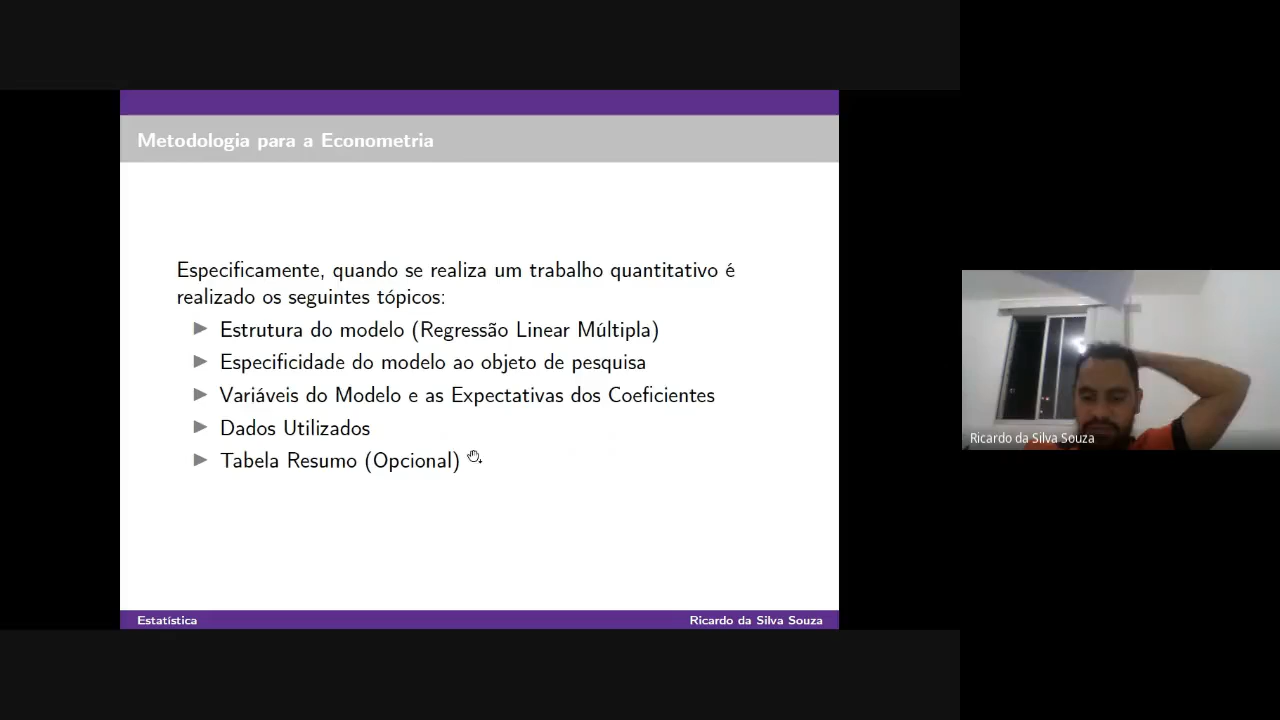 Metodologia para a Econometria
Especificamente, quando se realiza um trabalho quantitativo é
realizado os seguintes tópicos:
Estrutura do modelo (Regressão Linear Múltipla)
Especificidade do modelo ao objeto de pesquisa
Variáveis do Modelo e as Expectativas dos Coeficientes
Dados Utilizados
Tabela Resumo (Opcional)
Estatística
Ricardo da Silva Souza
Ricardo da Silva Souza